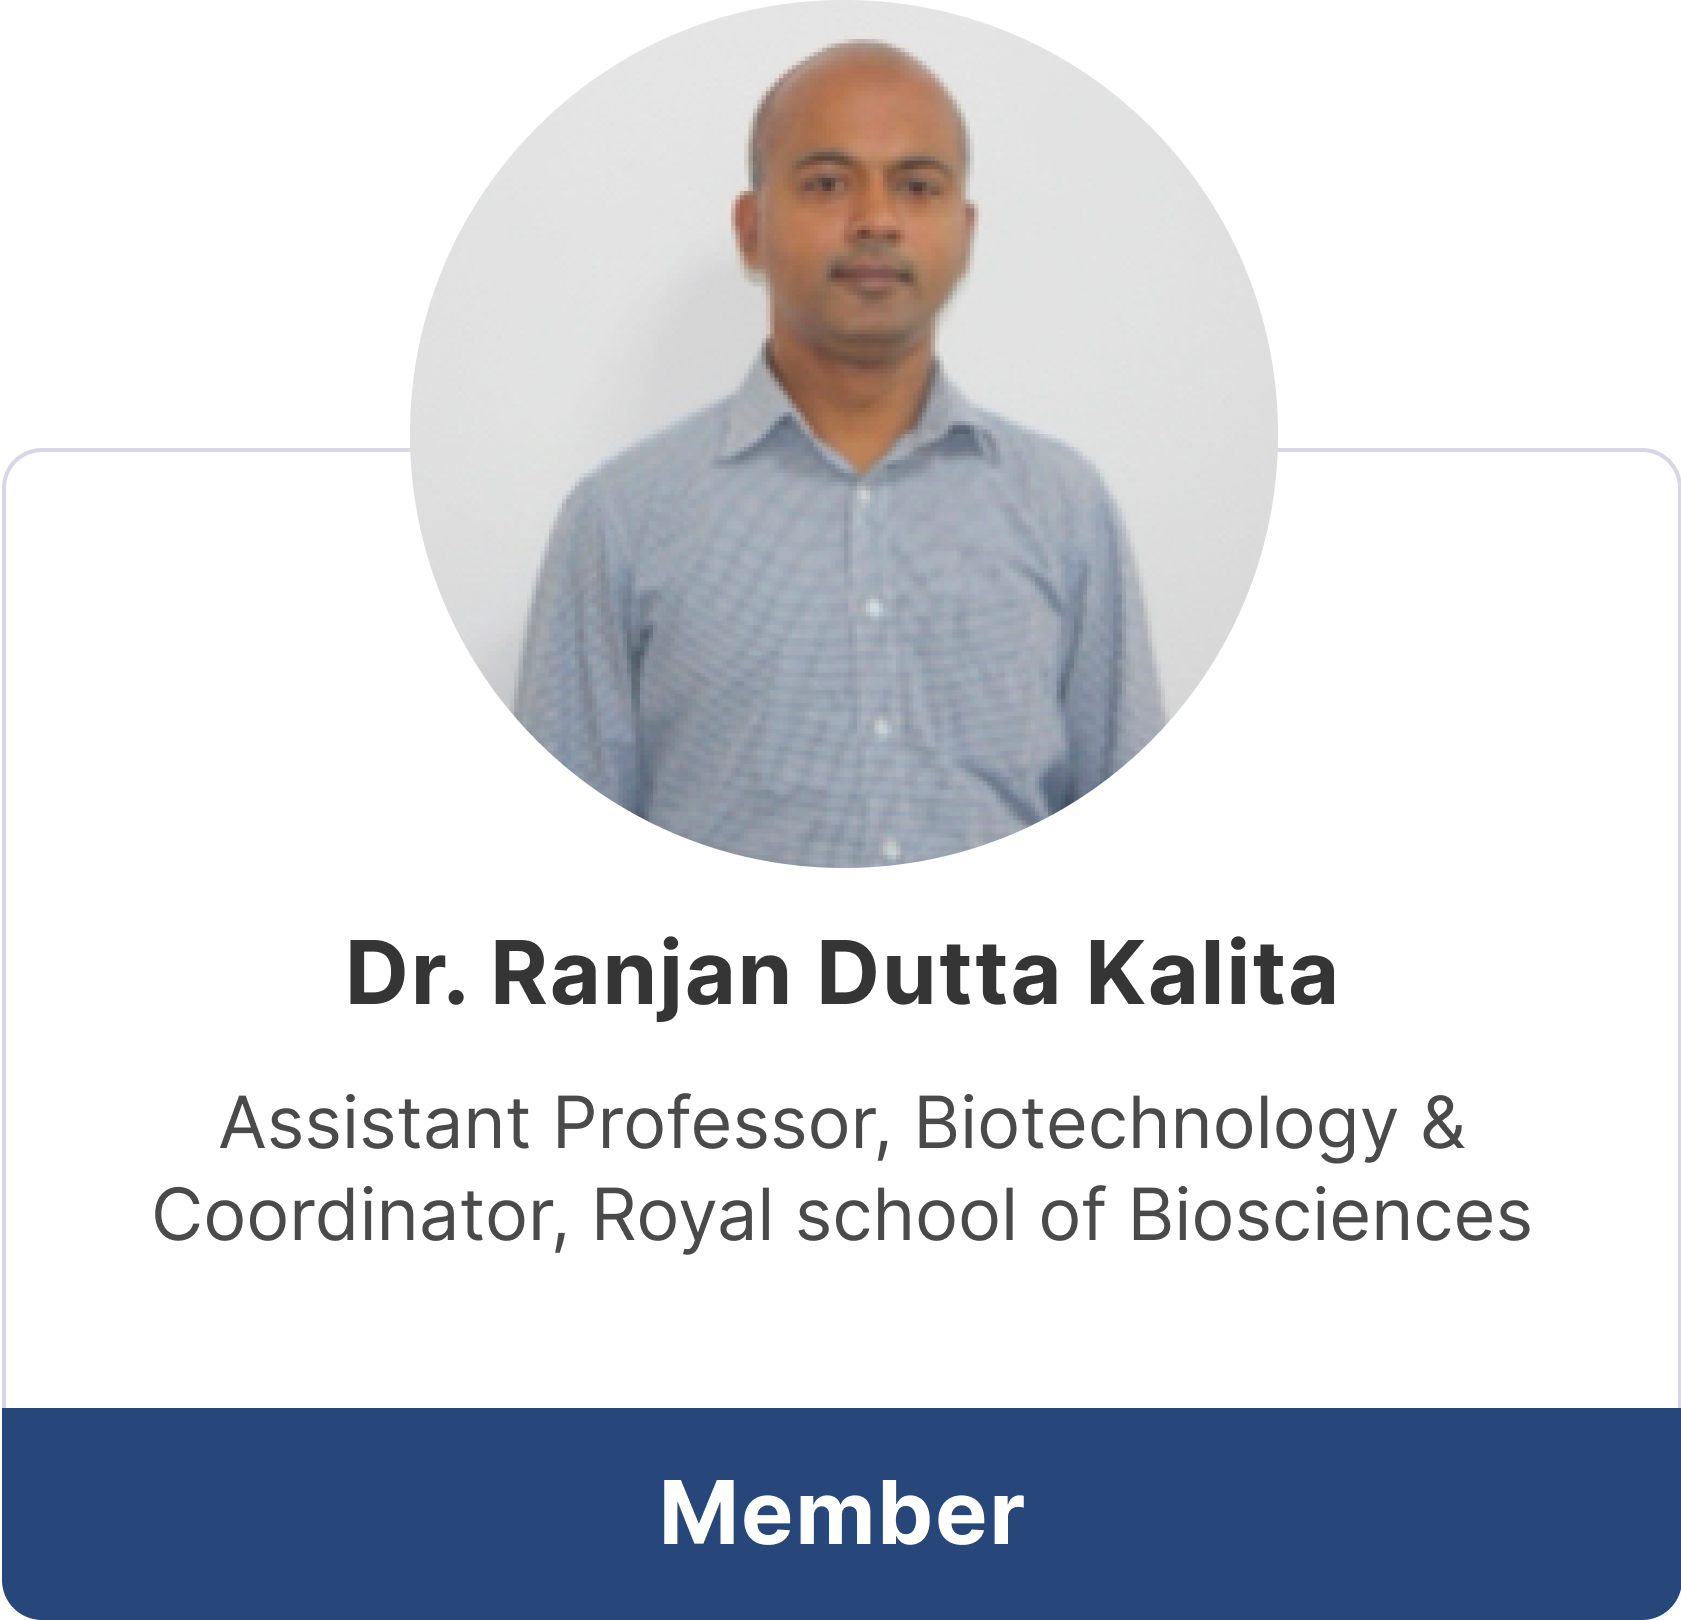 Dr. Ranjan Dutta Kalita
Assistant Professor, Biotechnology &
Coordinator, Royal school of Biosciences
Member